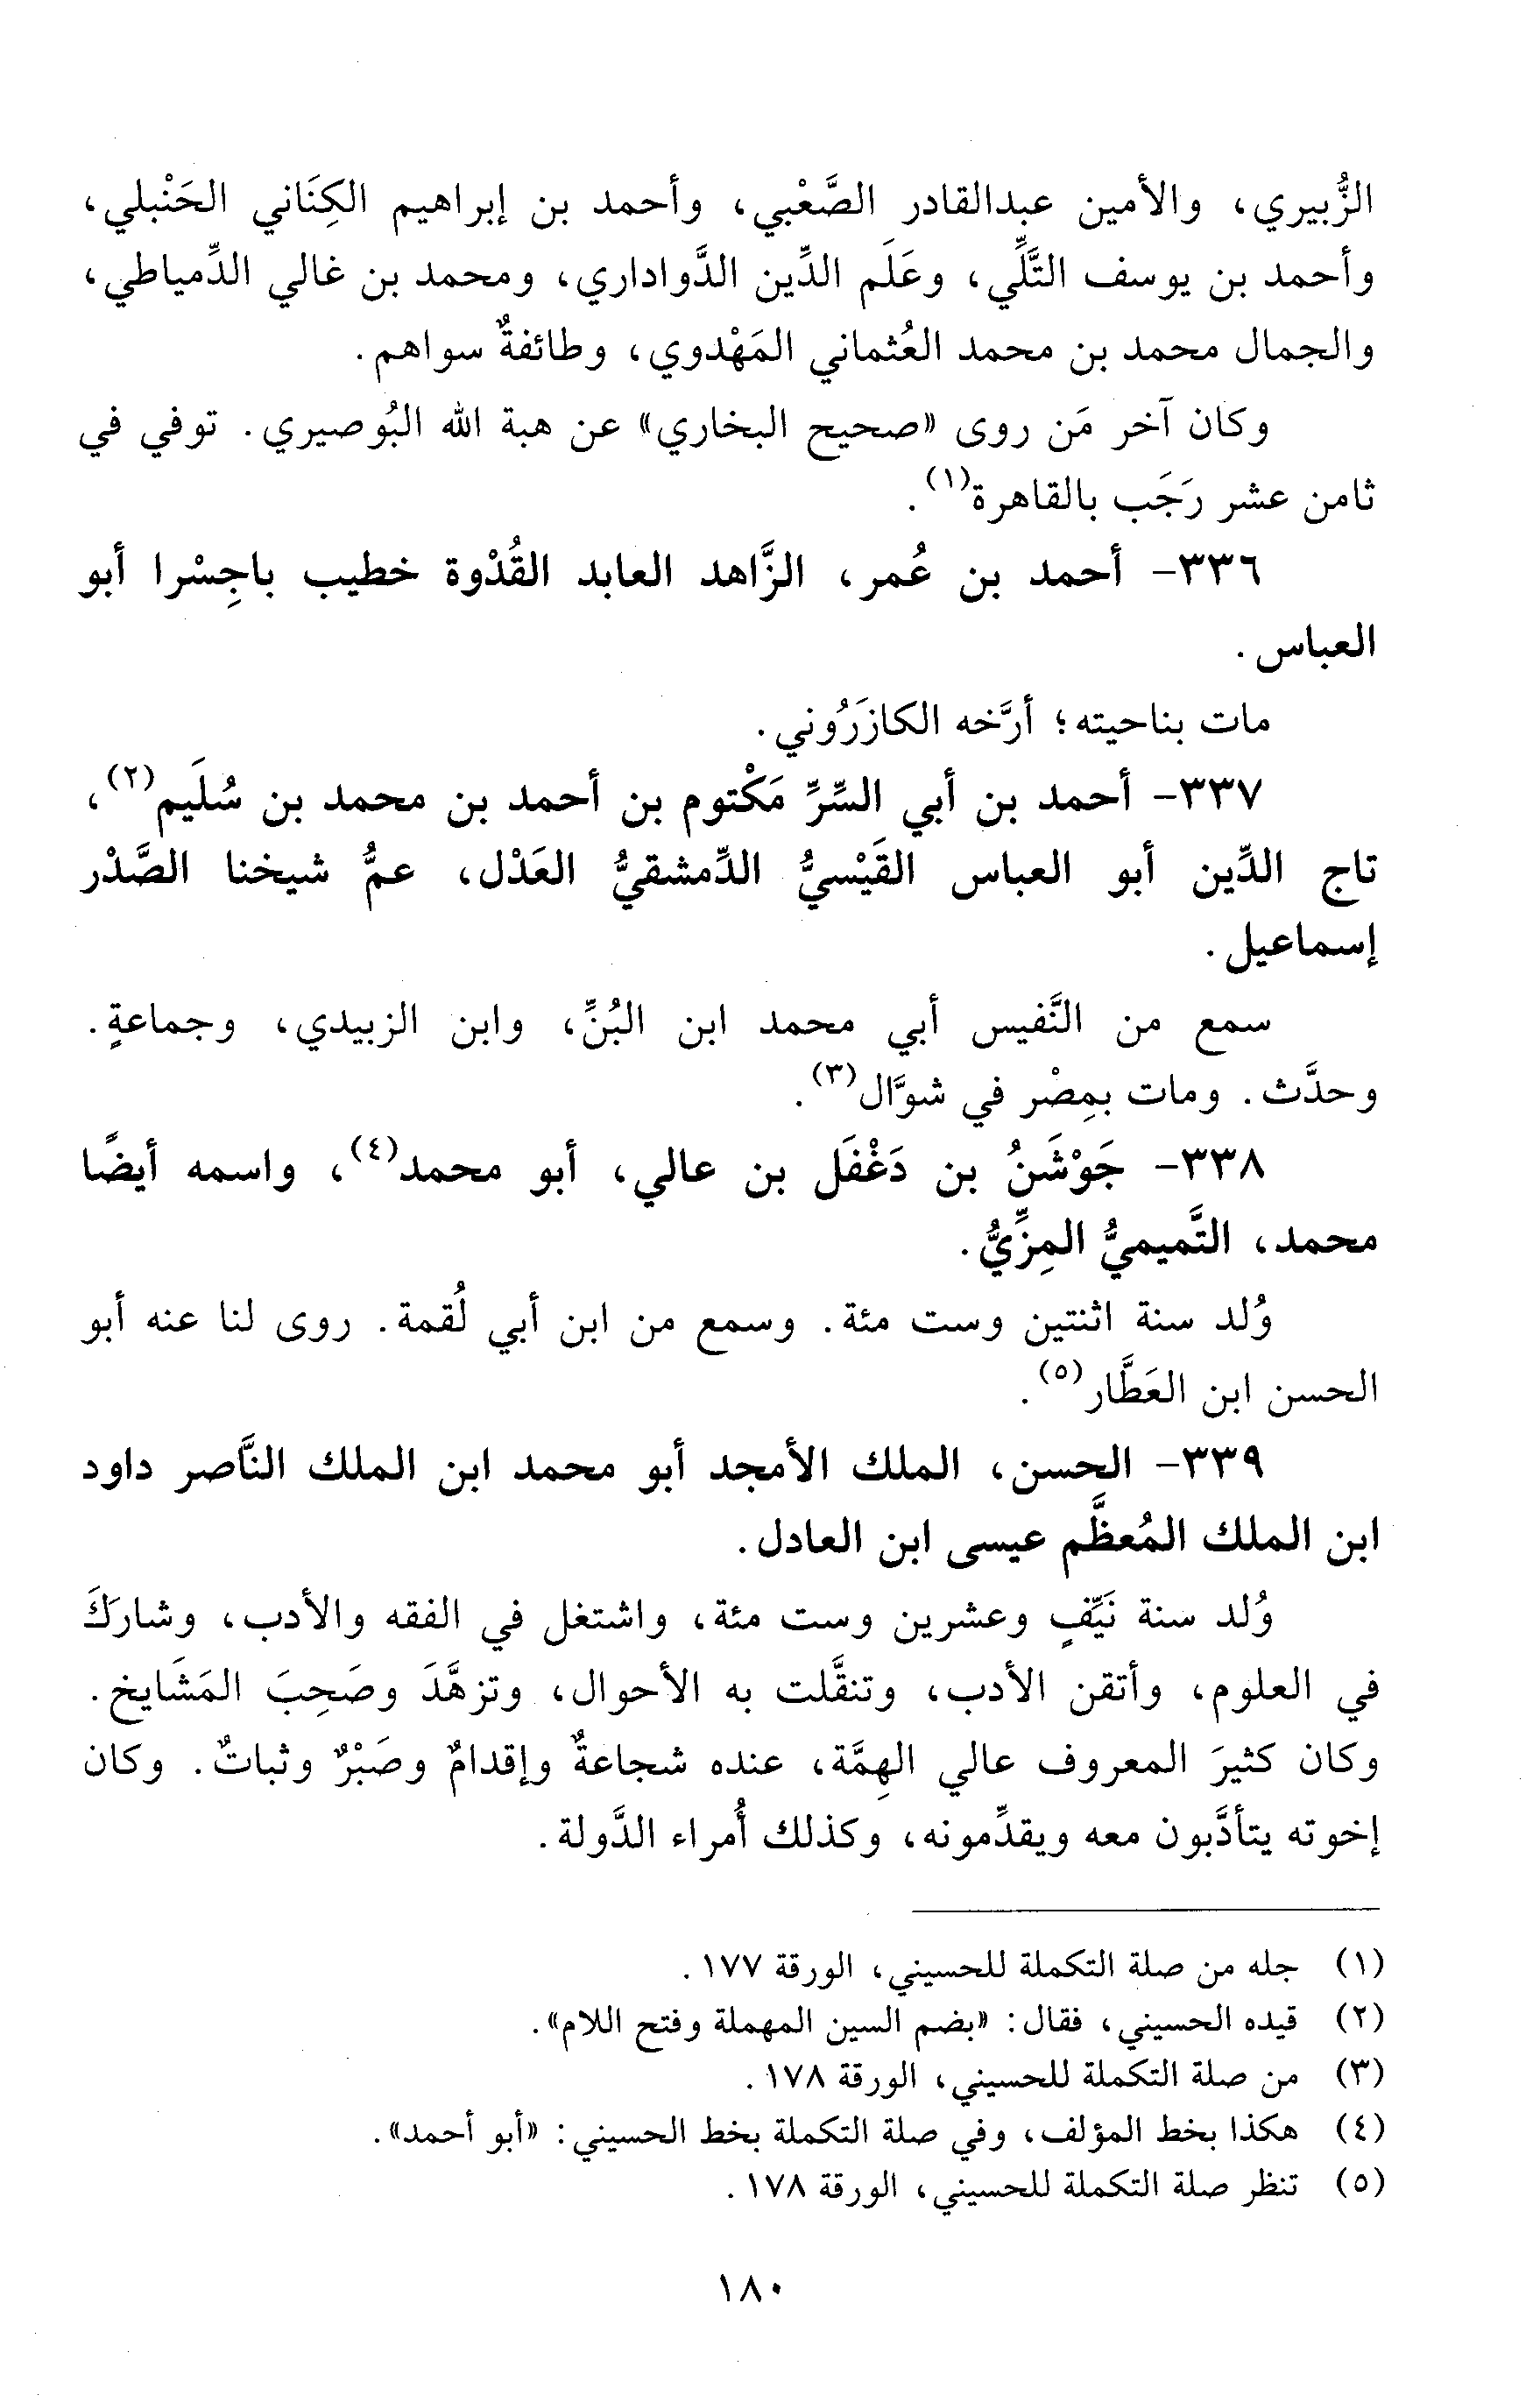 الزُّبيري، والأمين عبدالقادر الصَّعْبي، وأحمد بن إبراهيم الكِنَاني الحَنْبلي،
وأحمد بن يوسف التَّلِّي، وعَلَم الدِّين الدَّواداري، ومحمد بن غالي الدِّمياطي،
والجمال محمد بن محمد العُثماني المَهْدوي، وطائفةٌ سواهم.
وكان آخر مَن روى «صحيح البخاري» عن هبة الله البُوصيري. توفي في
ثامن عشر رَجَب بالقاهرة(١).
٣٣٦- أحمد بن عُمر، الزَّاهد العابد القُدْوة خطيب باجِسْرا أبو
العباس.
مات بناحيته؛ أرَّخه الكازَرُوني.
٣٣٧- أحمد بن أبي السِّرِّ مَكْتوم بن أحمد بن محمد بن سُلَيم(٢)،
تاج الدِّين أبو العباس القَيْسيُّ الدِّمشقيُّ العَدْل، عمُّ شيخنا الصَّدْر
إسماعيل.
سمع من النَّفيس أبي محمد ابن البُنِّ، وابن الزبيدي، وجماعةٍ.
وحدَّث. ومات بمِصْر في شوَّال(٣).
٣٣٨- جَوْشَنُ بن دَغْفَل بن عالي، أبو محمد(٤)، واسمه أيضًا
محمد، التَّميميُّ المِزِّيُّ.
وُلد سنة اثنتين وست مئة. وسمع من ابن أبي لُقمة. روى لنا عنه أبو
الحسن ابن العَطَّار(٥).
٣٣٩- الحسن، الملك الأمجد أبو محمد ابن الملك النَّاصر داود
ابن الملك المُعظَّم عيسى ابن العادل.
وُلد سنة نَيِّفٍ وعشرين وست مئة، واشتغل في الفقه والأدب، وشاركَ
في العلوم، وأتقن الأدب، وتنقَّلت به الأحوال، وتزهَّدَ وصَحِبَ المَشَايخ.
وكان كثيرَ المعروف عالي الهِمَّة، عنده شجاعةٌ وإقدامٌ وصَبْرٌ وثباتٌ. وكان
إخوته يتأدَّبون معه ويقدِّمونه، وكذلك أُمراء الدَّولة.
(١) جله من صلة التكملة للحسيني، الورقة ١٧٧.
(٢) قيده الحسيني، فقال: «بضم السين المهملة وفتح اللام».
(٣) من صلة التكملة للحسيني، الورقة ١٧٨.
(٤) هكذا بخط المؤلف، وفي صلة التكملة بخط الحسيني: «أبو أحمد».
(٥) تنظر صلة التكملة للحسيني، الورقة ١٧٨.
١٨٠